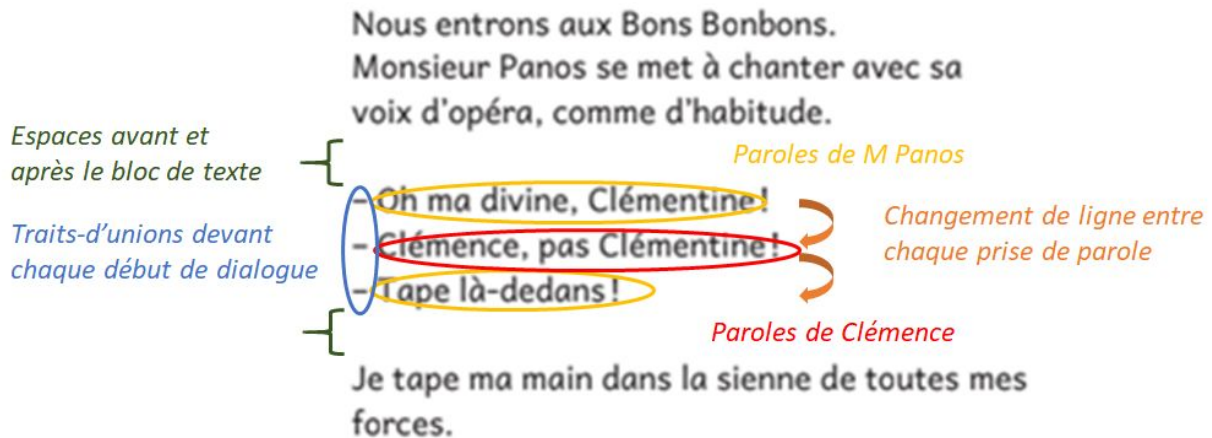 Nous entrons aux Bons Bonbons.
Monsieur Panos se met à chanter avec sa
voix d'opéra, comme d'habitude.
Espaces avant et
après le bloc de texte
Paroles de M Panos
– Oh ma divine, Clémentine !
Traits-d'unions devant
chaque début de dialogue
– Clémence, pas Clémentine !
Changement de ligne entre
chaque prise de parole
– Tape là-dedans !
Paroles de Clémence
Je tape ma main dans la sienne de toutes mes
forces.